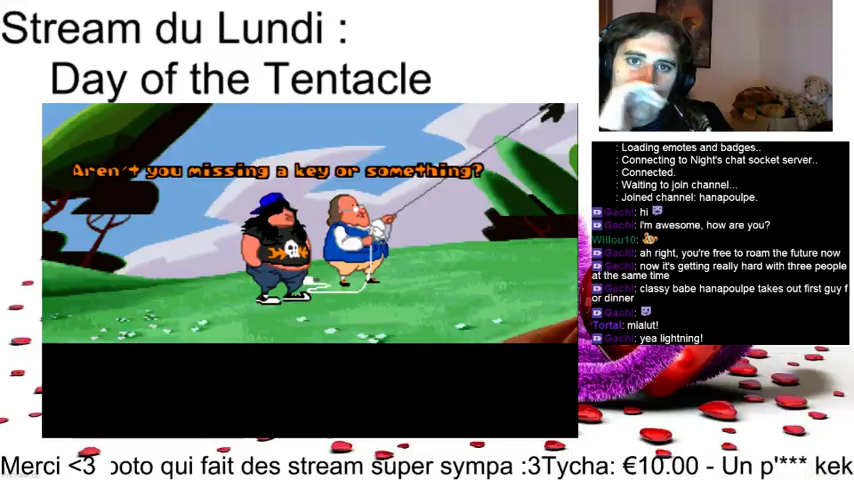 Stream du Lundi :
Day of the Tentacle
Aren't you missing a key or something?
: Loading emotes and badges..
: Connecting to Night's chat socket server..
: Connected.
: Waiting to join channel...
: Joined channel: hanapoulpe.
Gachi: hi
Gachi: I'm awesome, how are you?
Willou10:
Gachi: ah right, you're free to roam the future now
Gachi: now it's getting really hard with three people
at the same time
Gachi: classy babe hanapoulpe takes out first guy f
or dinner
Gachi:
Tortai: mialut!
Gachi: yea lightning!
Merci <3 poto qui fait des stream super sympa :3Tycha: €10.00 - Un p'*** kek